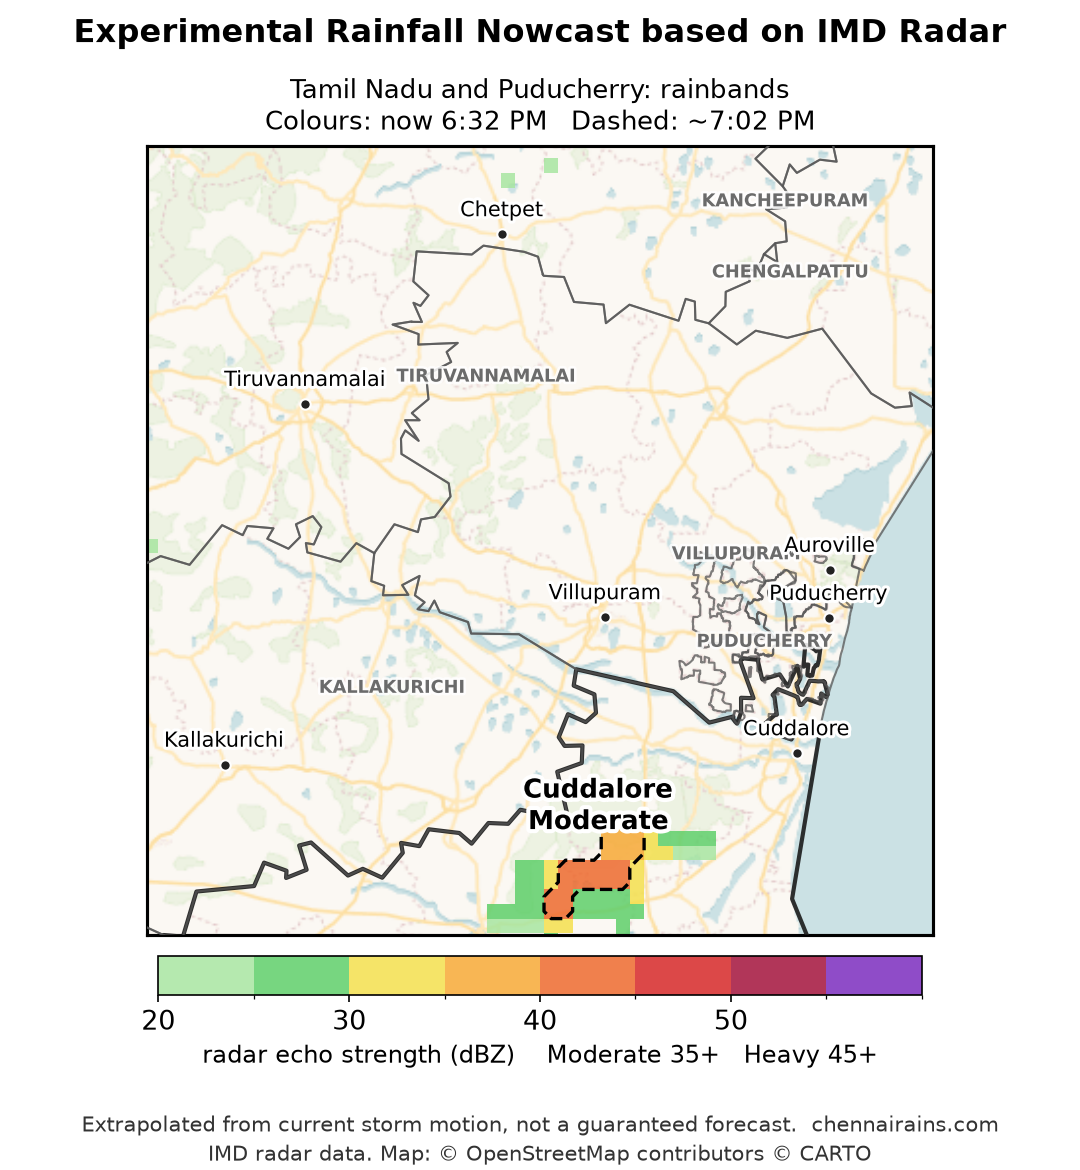 Experimental Rainfall Nowcast based on IMD Radar
Tamil Nadu and Puducherry: rainbands
Colours: now 6:32 PM   Dashed: ~7:02 PM
Chetpet
KANCHEEPURAM
CHENGALPATTU
Tiruvannamalai
TIRUVANNAMALAI
Auroville
VILLUPURAM
Villupuram
Puducherry
PUDUCHERRY
KALLAKURICHI
Cuddalore
Kallakurichi
Cuddalore
Moderate
20 30 40 50
radar echo strength (dBZ)   Moderate 35+   Heavy 45+
Extrapolated from current storm motion, not a guaranteed forecast.  chennairains.com
IMD radar data. Map: © OpenStreetMap contributors © CARTO